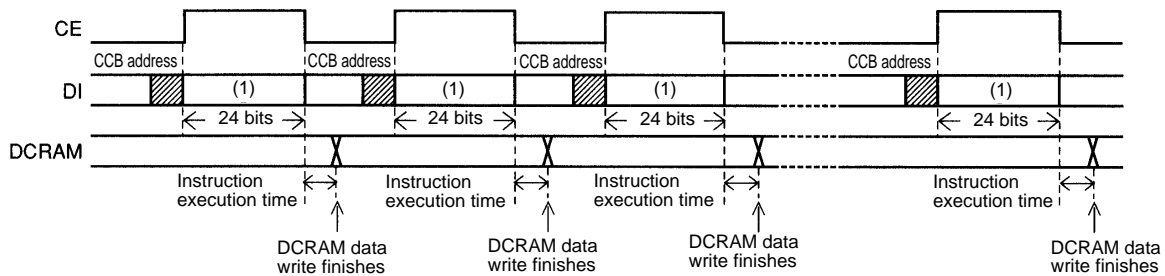 CE
CCB address CCB address CCB address CCB address
DI (1) (1) (1) (1)
24 bits 24 bits 24 bits 24 bits
DCRAM
Instruction execution time
Instruction execution time
Instruction execution time
Instruction execution time
DCRAM data write finishes
DCRAM data write finishes
DCRAM data write finishes
DCRAM data write finishes